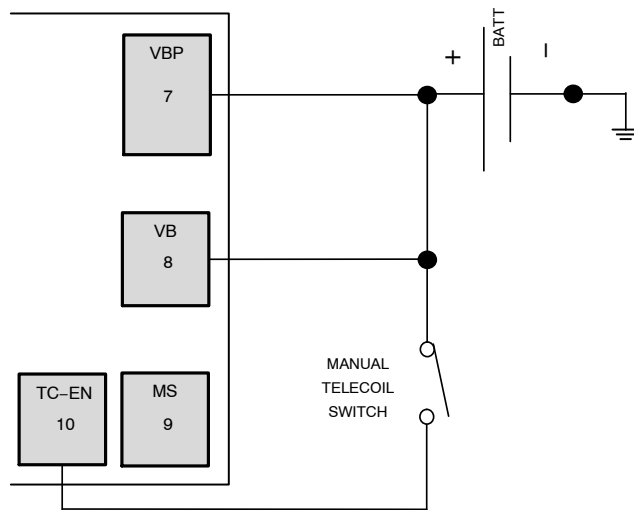 VBP
7
+
BATT
−
VB
8
MANUAL
TELECOIL
SWITCH
TC−EN
10
MS
9